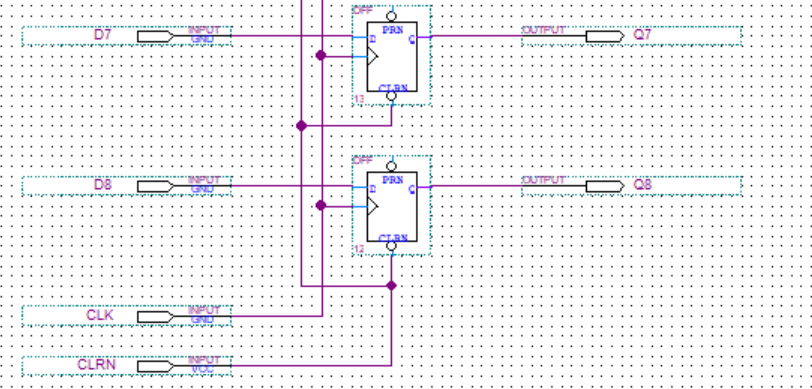 DFF
D7 INPUT GND D PRN Q OUTPUT Q7
CLRN
13
DFF
D8 INPUT GND D PRN Q OUTPUT Q8
CLRN
12
CLK INPUT GND
CLRN INPUT VCC